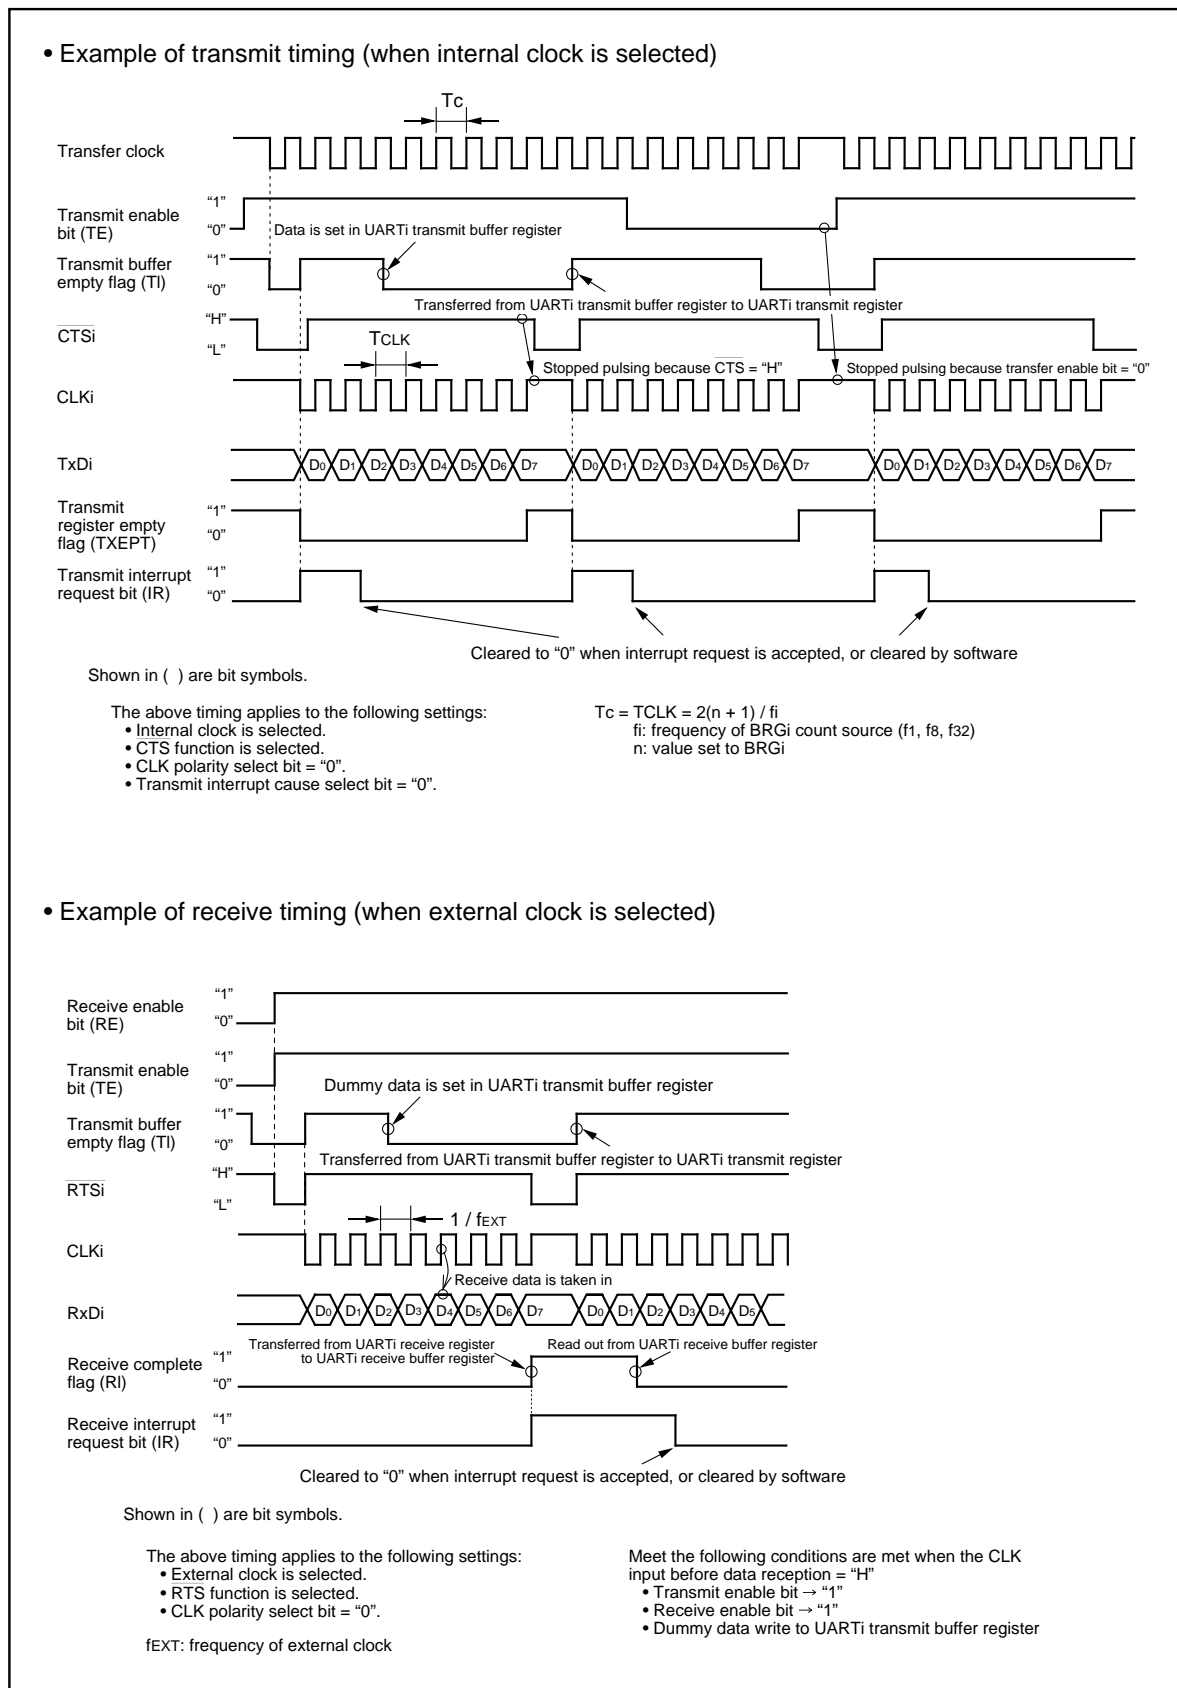 • Example of transmit timing (when internal clock is selected)
Tc
Transfer clock
Transmit enable
bit (TE)
“1”
“0”
Data is set in UARTi transmit buffer register
Transmit buffer
empty flag (Tl)
“1”
“0”
Transferred from UARTi transmit buffer register to UARTi transmit register
CTSi
“H”
“L”
TCLK
Stopped pulsing because CTS = “H”
Stopped pulsing because transfer enable bit = “0”
CLKi
TxDi
D0 D1 D2 D3 D4 D5 D6 D7 D0 D1 D2 D3 D4 D5 D6 D7 D0 D1 D2 D3 D4 D5 D6 D7
Transmit
register empty
flag (TXEPT)
“1”
“0”
Transmit interrupt
request bit (IR)
“1”
“0”
Cleared to “0” when interrupt request is accepted, or cleared by software
Shown in ( ) are bit symbols.
The above timing applies to the following settings:
• Internal clock is selected.
• CTS function is selected.
• CLK polarity select bit = “0”.
• Transmit interrupt cause select bit = “0”.
Tc = TCLK = 2(n + 1) / fi
fi: frequency of BRGi count source (f1, f8, f32)
n: value set to BRGi
• Example of receive timing (when external clock is selected)
Receive enable
bit (RE)
“1”
“0”
Transmit enable
bit (TE)
“1”
“0”
Dummy data is set in UARTi transmit buffer register
Transmit buffer
empty flag (Tl)
“1”
“0”
Transferred from UARTi transmit buffer register to UARTi transmit register
RTSi
“H”
“L”
1 / fEXT
CLKi
Receive data is taken in
RxDi
D0 D1 D2 D3 D4 D5 D6 D7 D0 D1 D2 D3 D4 D5
Transferred from UARTi receive register
to UARTi receive buffer register
Read out from UARTi receive buffer register
Receive complete
flag (Rl)
“1”
“0”
Receive interrupt
request bit (IR)
“1”
“0”
Cleared to “0” when interrupt request is accepted, or cleared by software
Shown in ( ) are bit symbols.
The above timing applies to the following settings:
• External clock is selected.
• RTS function is selected.
• CLK polarity select bit = “0”.
fEXT: frequency of external clock
Meet the following conditions are met when the CLK
input before data reception = “H”
• Transmit enable bit → “1”
• Receive enable bit → “1”
• Dummy data write to UARTi transmit buffer register